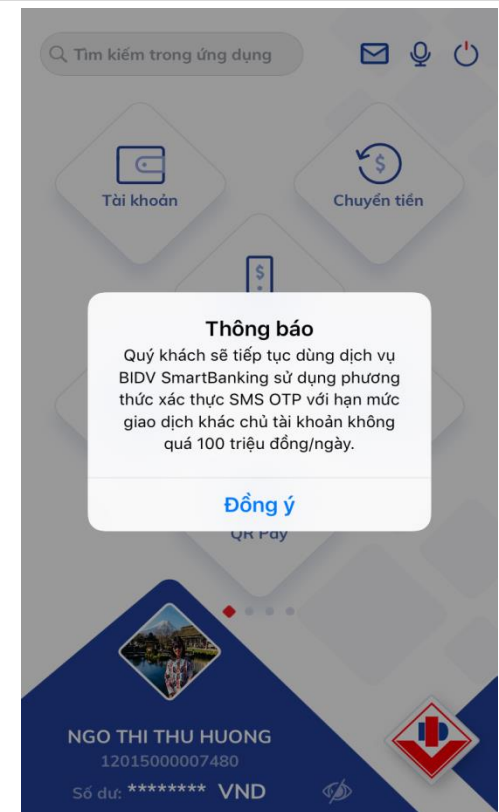 Tìm kiếm trong ứng dụng
Tài khoản
Chuyển tiền
Thông báo
Quý khách sẽ tiếp tục dùng dịch vụ
BIDV SmartBanking sử dụng phương
thức xác thực SMS OTP với hạn mức
giao dịch khác chủ tài khoản không
quá 100 triệu đồng/ngày.
Đồng ý
QR Pay
NGO THI THU HUONG
12015000007480
Số dư: ******** VND